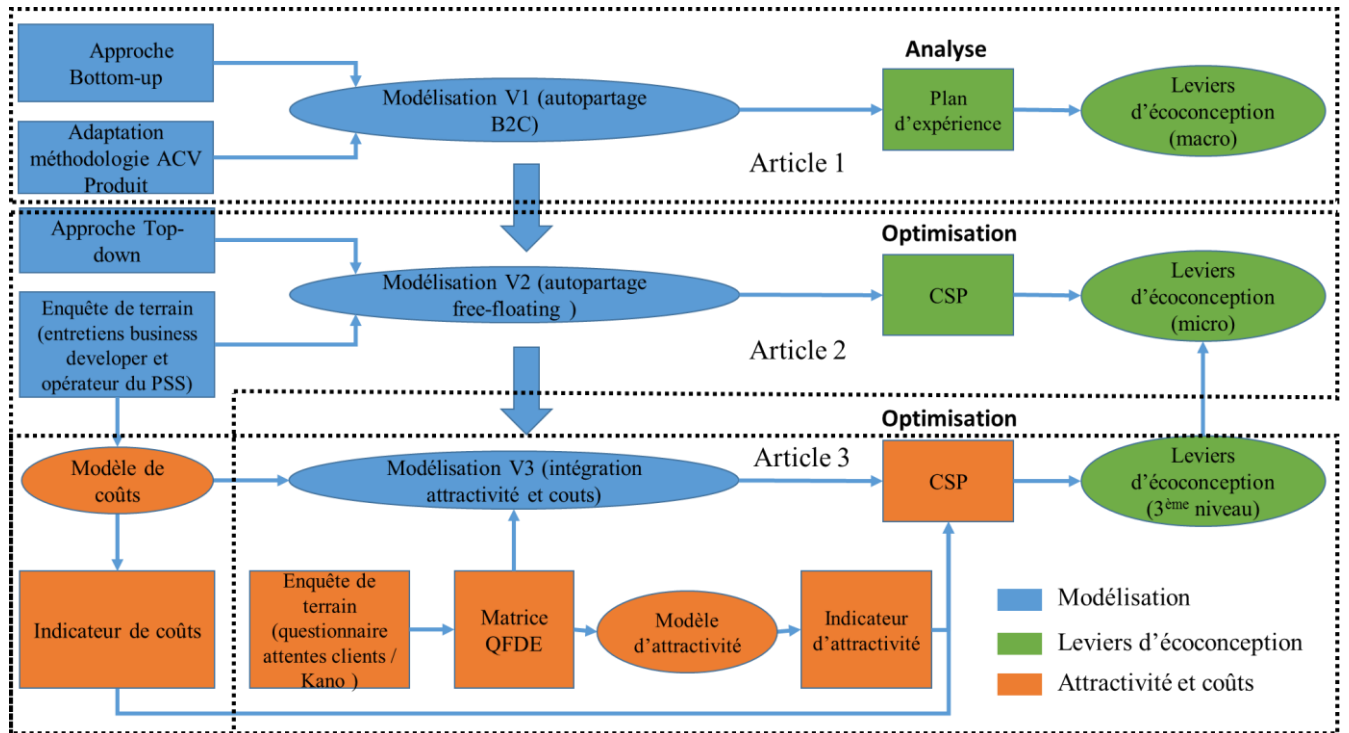 Approche
Bottom-up
Adaptation
méthodologie ACV
Produit
Modélisation V1 (autopartage
B2C)
Analyse
Plan
d'expérience
Leviers
d'écoconception
(macro)
Article 1
Approche Top-
down
Enquête de terrain
(entretiens business
developer et
opérateur du PSS)
Modélisation V2 (autopartage
free-floating )
Optimisation
CSP
Leviers
d'écoconception
(micro)
Article 2
Modèle de
coûts
Modélisation V3 (intégration
attractivité et couts)
Article 3
Optimisation
CSP
Leviers
d'écoconception
(3ème niveau)
Indicateur de coûts
Enquête de
terrain
(questionnaire
attentes clients /
Kano )
Matrice
QFDE
Modèle
d'attractivité
Indicateur
d'attractivité
Modélisation
Leviers d'écoconception
Attractivité et coûts